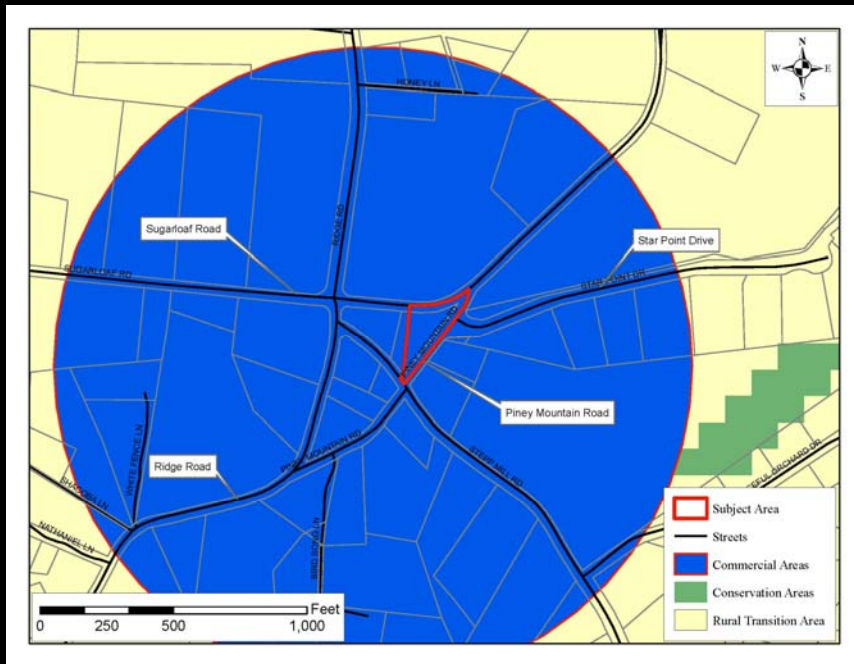 N
W E
S
HONEY LN
RIDGE RD
Sugarloaf Road
Star Point Drive
SUGARLOAF RD
STAR POINT DR
PINEY MOUNTAIN RD
Piney Mountain Road
PINEY MOUNTAIN RD
Ridge Road
WHITE FENCE LN
STEPP MILL RD
NATHANIEL LN
BIRD SONG LN
ORCHARD DR
Subject Area
Streets
Commercial Areas
Conservation Areas
Rural Transition Area
Feet
0 250 500 1,000